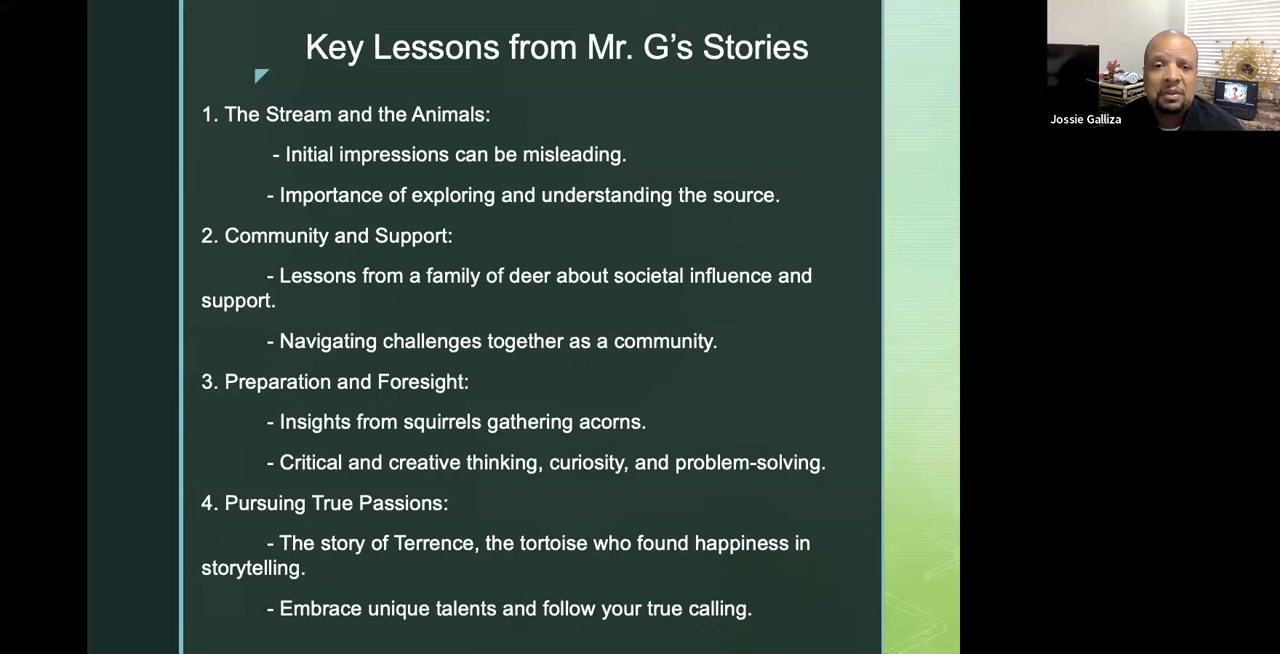 Key Lessons from Mr. G's Stories
1. The Stream and the Animals:
- Initial impressions can be misleading.
- Importance of exploring and understanding the source.
2. Community and Support:
- Lessons from a family of deer about societal influence and
support.
- Navigating challenges together as a community.
3. Preparation and Foresight:
- Insights from squirrels gathering acorns.
- Critical and creative thinking, curiosity, and problem-solving.
4. Pursuing True Passions:
- The story of Terrence, the tortoise who found happiness in
storytelling.
- Embrace unique talents and follow your true calling.
Jossie Galliza